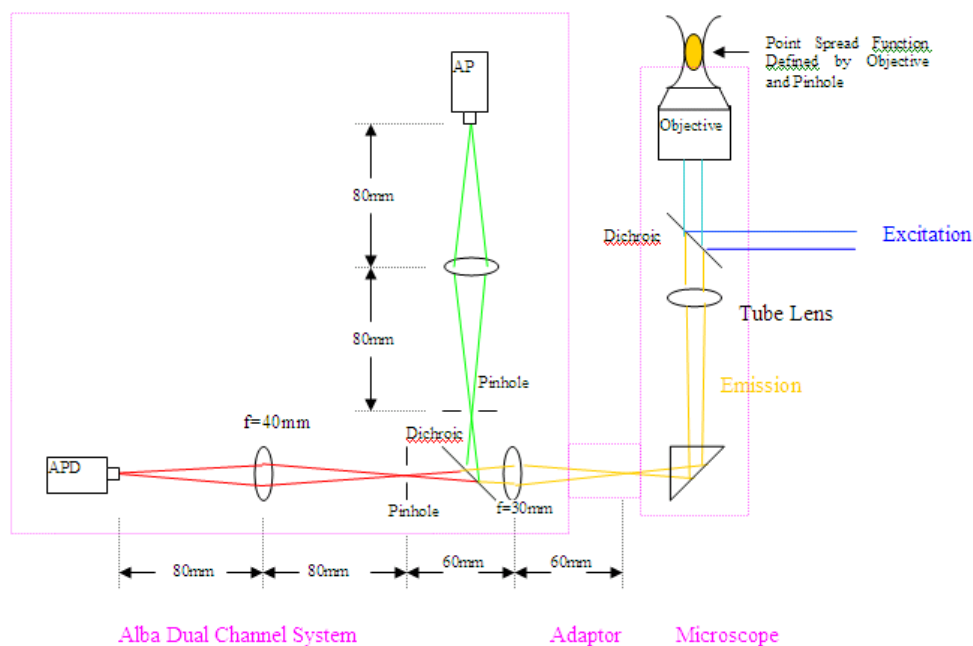 AP
Point Spread Function
Defined by Objective
and Pinhole
Objective
80mm
Dichroic
Excitation
80mm
Tube Lens
Pinhole
Emission
f=40mm
Dichroic
APD
Pinhole
f=30mm
80mm
80mm
60mm
60mm
Alba Dual Channel System
Adaptor
Microscope